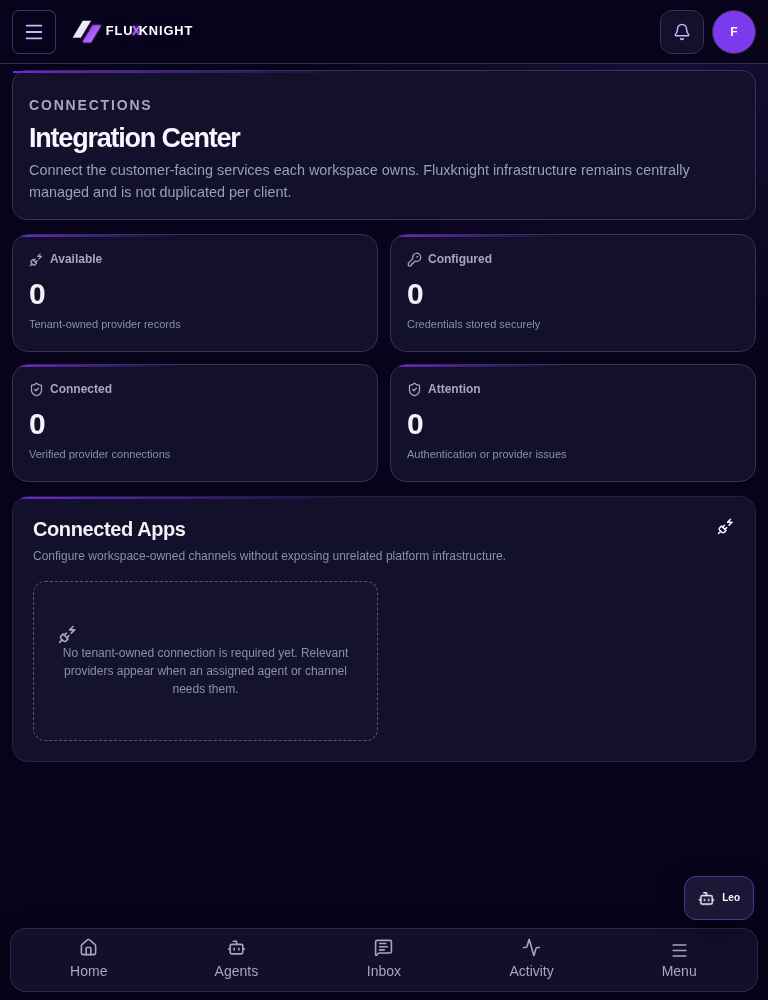 FLUXKNIGHT
F
CONNECTIONS
Integration Center
Connect the customer-facing services each workspace owns. Fluxknight infrastructure remains centrally
managed and is not duplicated per client.
Available
0
Tenant-owned provider records
Configured
0
Credentials stored securely
Connected
0
Verified provider connections
Attention
0
Authentication or provider issues
Connected Apps
Configure workspace-owned channels without exposing unrelated platform infrastructure.
No tenant-owned connection is required yet. Relevant
providers appear when an assigned agent or channel
needs them.
Leo
Home
Agents
Inbox
Activity
Menu